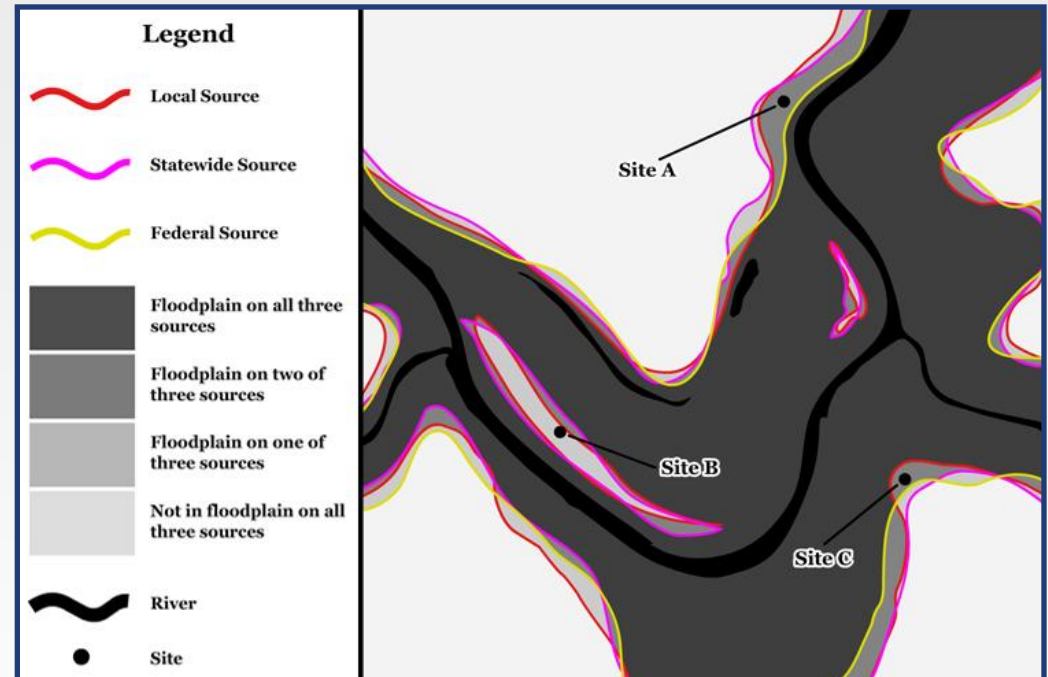 Legend
Local Source
Statewide Source
Federal Source
Floodplain on all three
sources
Floodplain on two of
three sources
Floodplain on one of
three sources
Not in floodplain on all
three sources
River
Site
Site A
Site B
Site C